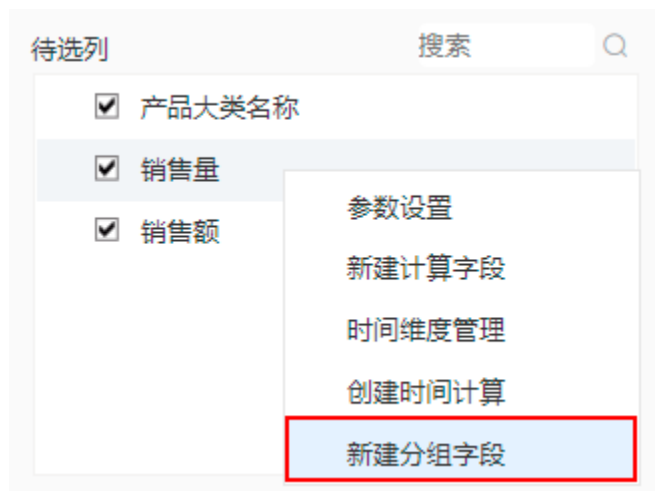 待选列 搜索
产品大类名称
销售量
销售额
参数设置
新建计算字段
时间维度管理
创建时间计算
新建分组字段